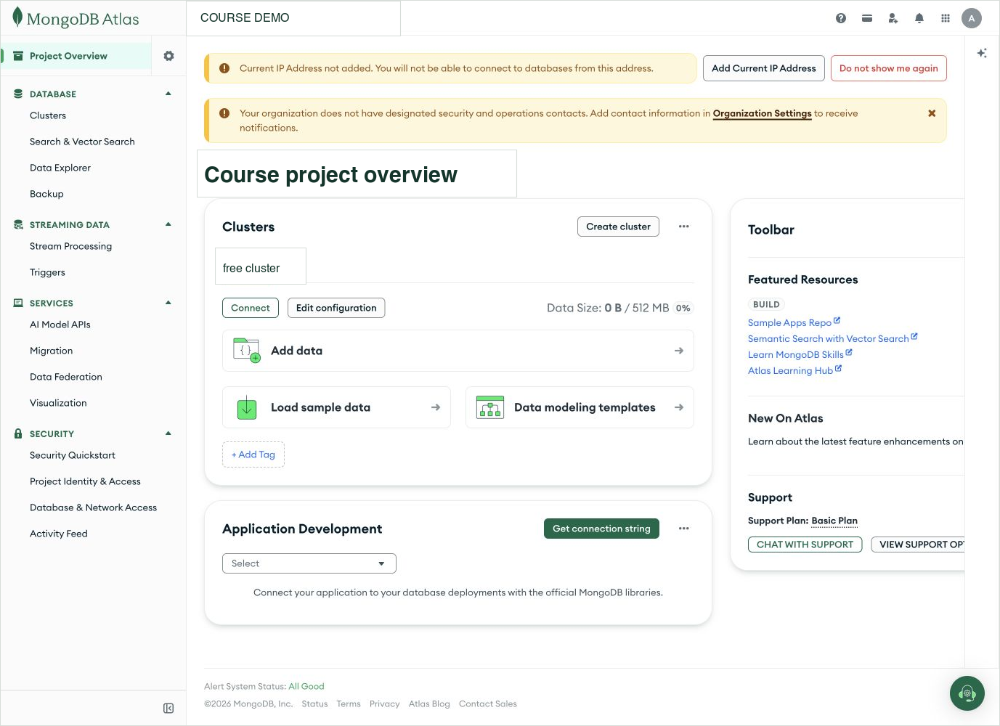 MongoDB Atlas
COURSE DEMO
A
Project Overview
DATABASE
Clusters
Search & Vector Search
Data Explorer
Backup
STREAMING DATA
Stream Processing
Triggers
SERVICES
AI Model APIs
Migration
Data Federation
Visualization
SECURITY
Security Quickstart
Project Identity & Access
Database & Network Access
Activity Feed
Current IP Address not added. You will not be able to connect to databases from this address.
Add Current IP Address
Do not show me again
Your organization does not have designated security and operations contacts. Add contact information in Organization Settings to receive
notifications.
Course project overview
Clusters
Create cluster
free cluster
Connect
Edit configuration
Data Size: 0 B / 512 MB 0%
{ } Add data
Load sample data
Data modeling templates
+ Add Tag
Application Development
Get connection string
Select
Connect your application to your database deployments with the official MongoDB libraries.
Toolbar
Featured Resources
BUILD
Sample Apps Repo
Semantic Search with Vector Search
Learn MongoDB Skills
Atlas Learning Hub
New On Atlas
Learn about the latest feature enhancements on
Support
Support Plan: Basic Plan
CHAT WITH SUPPORT
VIEW SUPPORT OPT
Alert System Status: All Good
©2026 MongoDB, Inc. Status Terms Privacy Atlas Blog Contact Sales